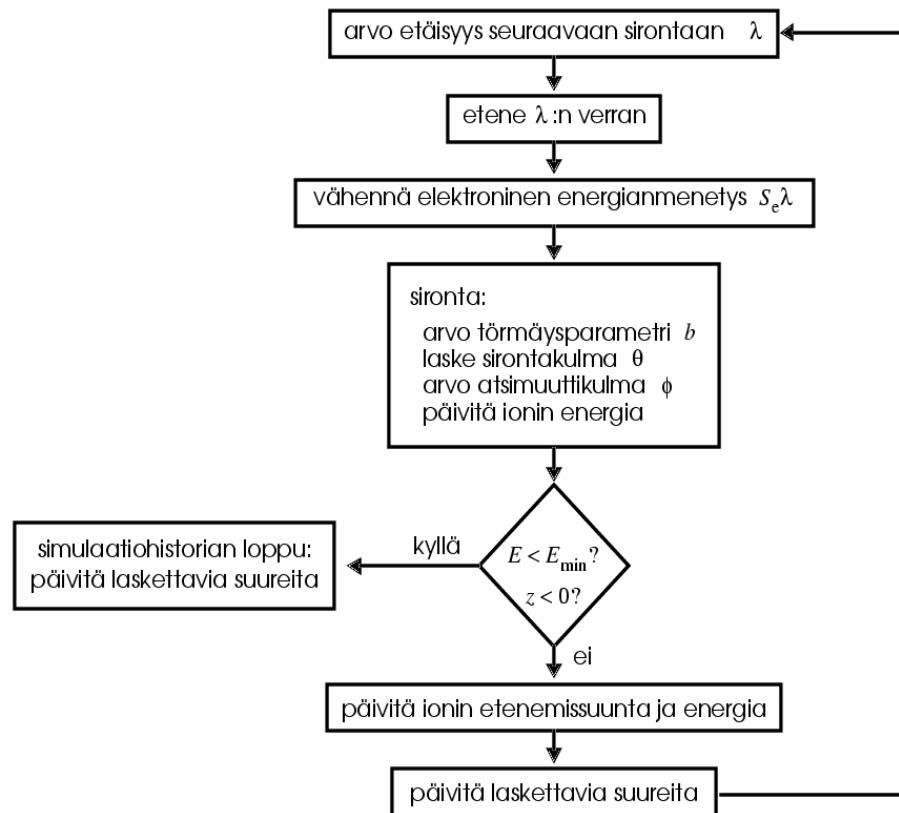 arvo etäisyys seuraavaan sirontaan λ
etene λ :n verran
vähennä elektroninen energianmenetys Sₑλ
sironta:
arvo törmäysparametri b
laske sirontakulma θ
arvo atsimuuttikulma ϕ
päivitä ionin energia
simulaatiohistorian loppu:
päivitä laskettavia suureita
kyllä
E < E_min?
z < 0?
ei
päivitä ionin etenemissuunta ja energia
päivitä laskettavia suureita